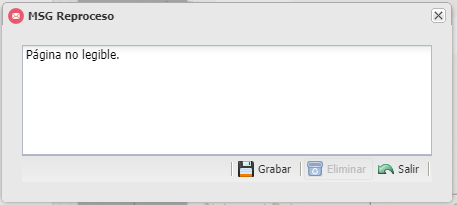 MSG Reproceso
Página no legible.
Grabar
Eliminar
Salir